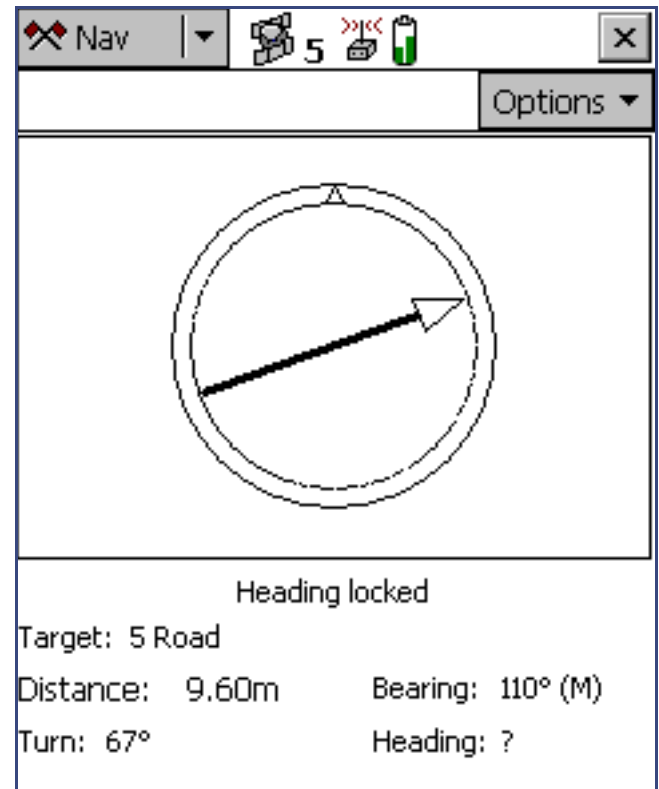 Nav 5
Options
Heading locked
Target: 5 Road
Distance: 9.60m Bearing: 110° (M)
Turn: 67° Heading: ?